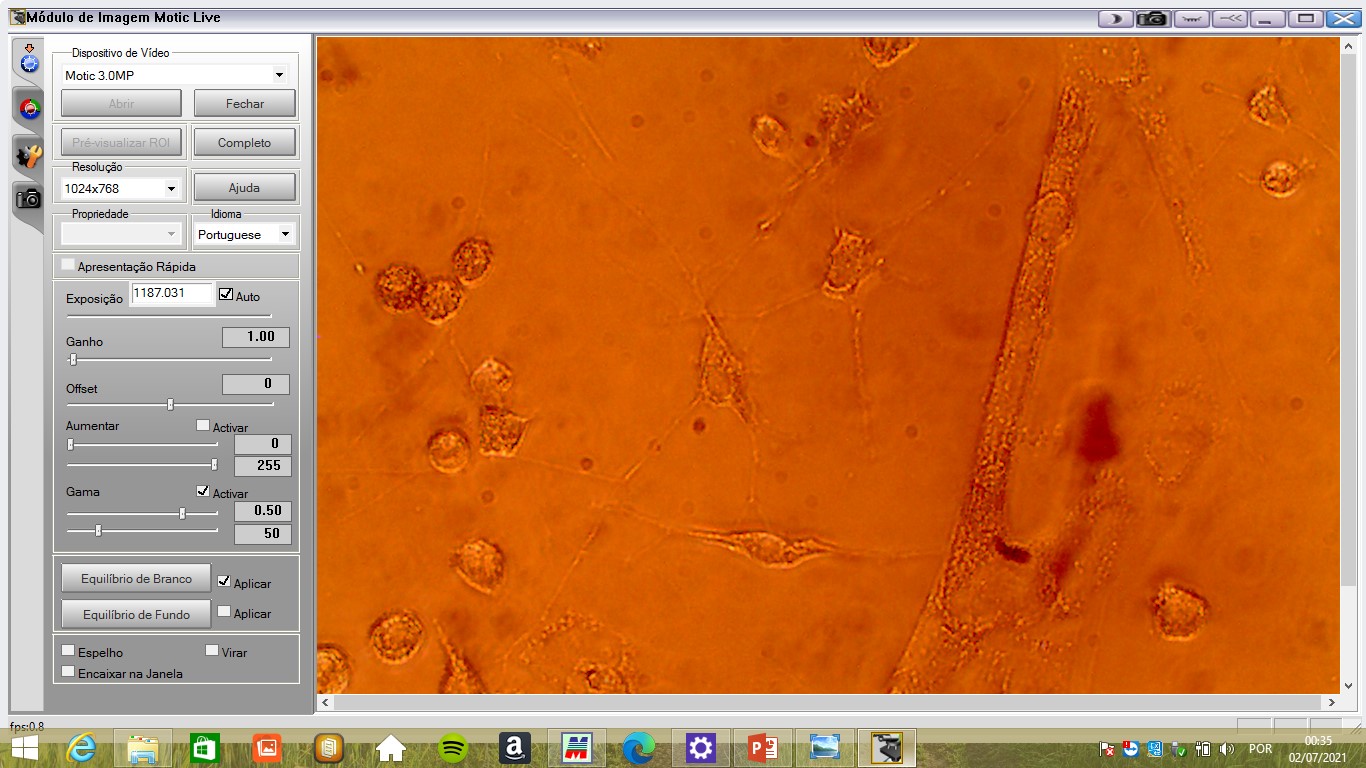 Módulo de Imagem Motic Live
Dispositivo de Vídeo
Motic 3.0MP
Abrir
Fechar
Pré-visualizar ROI
Completo
Resolução
1024x768
Ajuda
Propriedade
Idioma
Portuguese
Apresentação Rápida
Exposição
1187.031
Auto
Ganho
1.00
Offset
0
Aumentar
Activar
0
255
Gama
Activar
0.50
50
Equilíbrio de Branco
Aplicar
Equilíbrio de Fundo
Aplicar
Espelho
Virar
Encaixar na Janela
fps:0.8
a
M
POR
00:35
02/07/2021